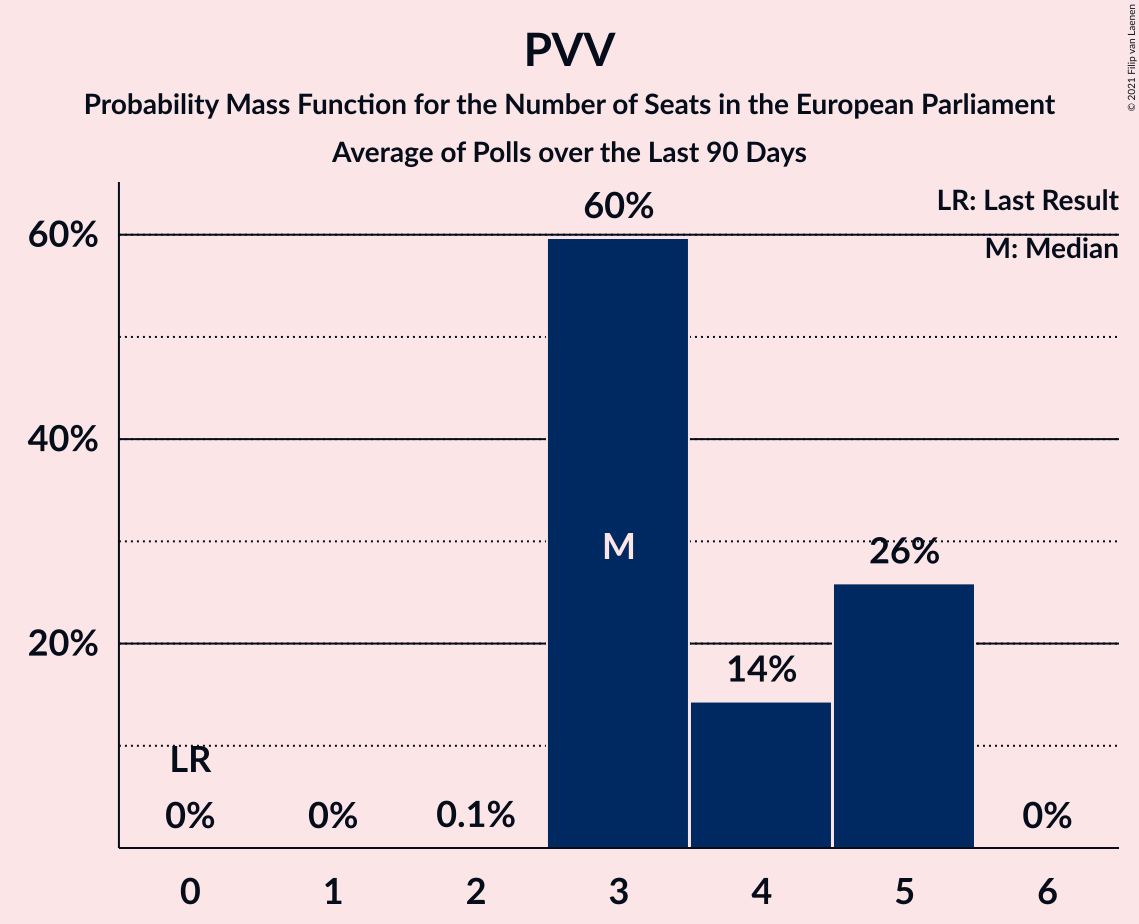 PVV
Probability Mass Function for the Number of Seats in the European Parliament
Average of Polls over the Last 90 Days
© 2021 Filip van Laenen
LR: Last Result
M: Median
60%
40%
20%
60%
M
26%
14%
LR
0%
0%
0.1%
0%
0
1
2
3
4
5
6